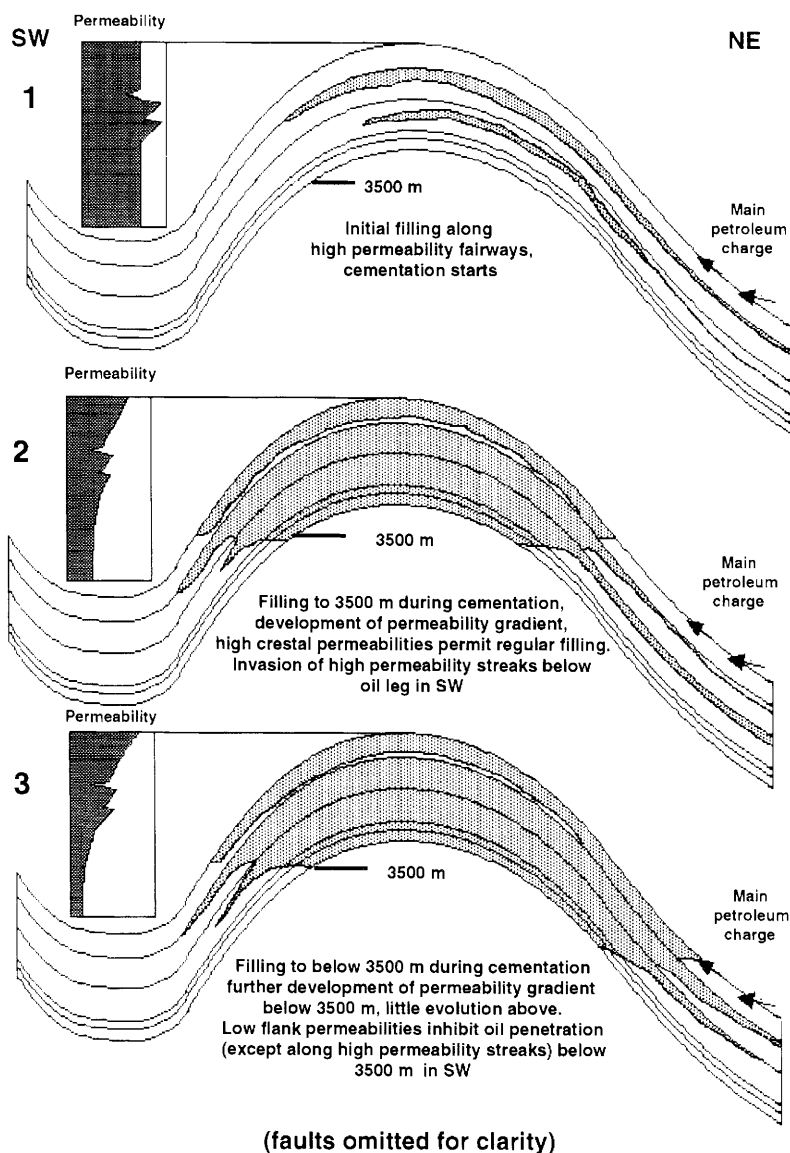 Permeability
SW
NE
1
3500 m
Initial filling along
high permeability fairways,
cementation starts
Main
petroleum
charge
Permeability
2
3500 m
Filling to 3500 m during cementation,
development of permeability gradient,
high crestal permeabilities permit regular filling.
Invasion of high permeability streaks below
oil leg in SW
Main
petroleum
charge
Permeability
3
3500 m
Filling to below 3500 m during cementation
further development of permeability gradient
below 3500 m, little evolution above.
Low flank permeabilities inhibit oil penetration
(except along high permeability streaks) below
3500 m in SW
Main
petroleum
charge
(faults omitted for clarity)